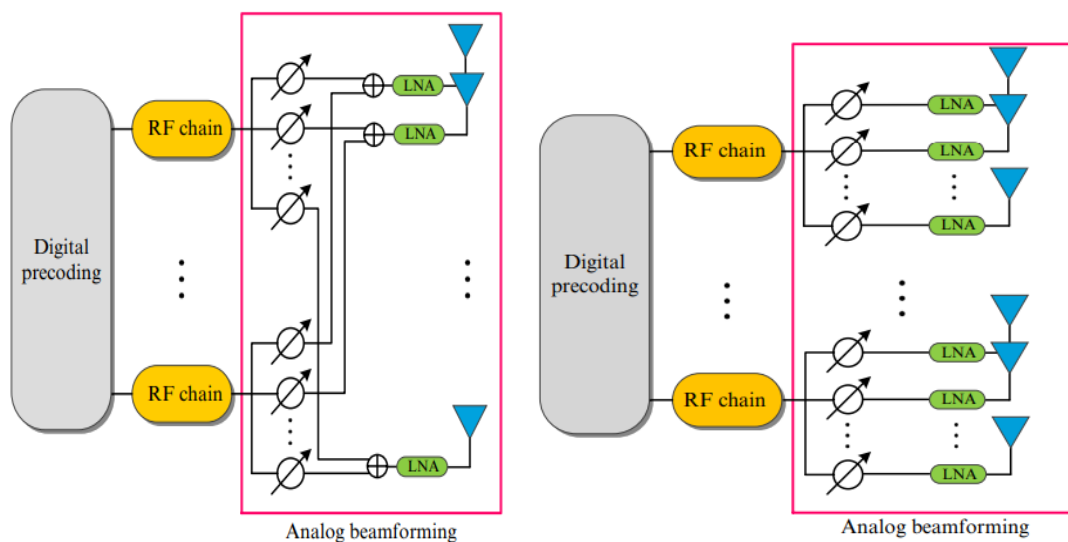 LNA
RF chain
LNA
Digital
precoding
RF chain
LNA
Analog beamforming
LNA
RF chain
LNA
LNA
Digital
precoding
LNA
RF chain
LNA
LNA
Analog beamforming